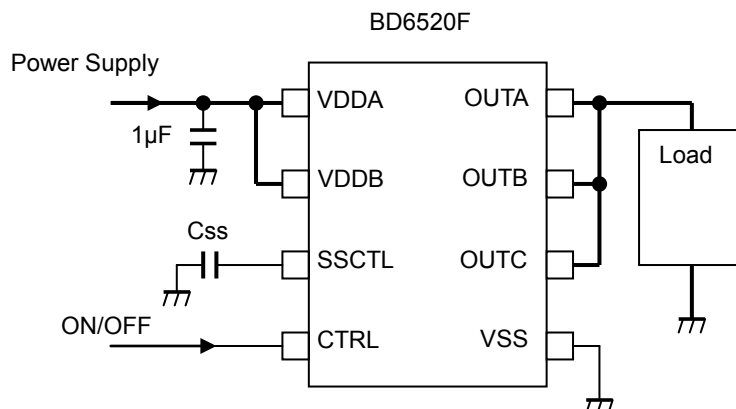 BD6520F
Power Supply
VDDA
OUTA
1µF
Load
VDDB
OUTB
Css
SSCTL
OUTC
ON/OFF
CTRL
VSS